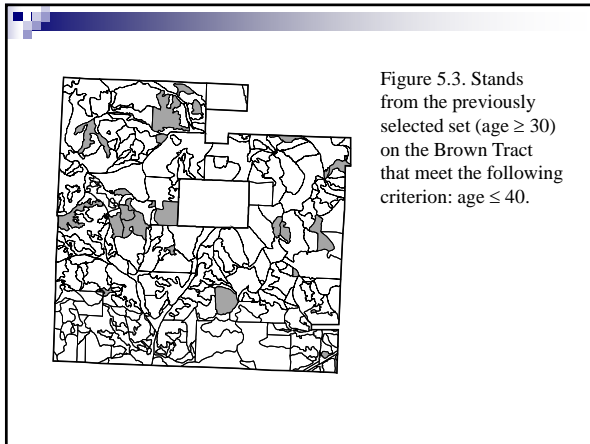 Figure 5.3. Stands
from the previously
selected set (age ≥ 30)
on the Brown Tract
that meet the following
criterion: age ≤ 40.